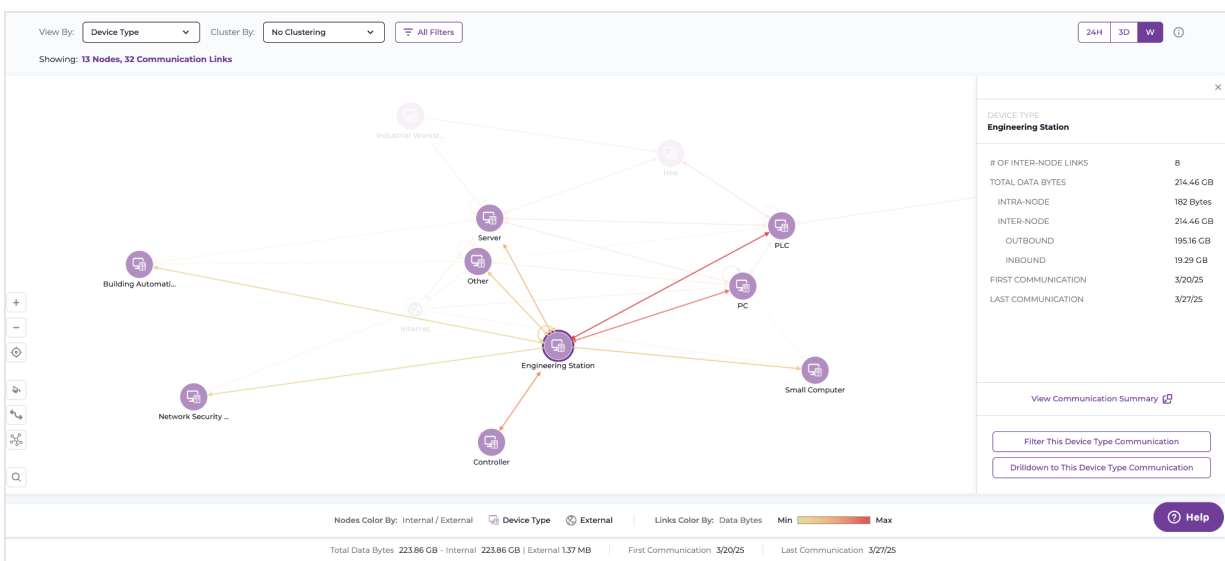 View By: Device Type Cluster By: No Clustering All Filters 24H 3D W
Showing: 13 Nodes, 32 Communication Links
Industrial Workst...
HMI
Server
PLC
Other
Building Automati...
PC
Internet
Engineering Station
Small Computer
Network Security ...
Controller
DEVICE TYPE
Engineering Station
# OF INTER-NODE LINKS 8
TOTAL DATA BYTES 214.46 GB
INTRA-NODE 182 Bytes
INTER-NODE 214.46 GB
OUTBOUND 195.16 GB
INBOUND 19.29 GB
FIRST COMMUNICATION 3/20/25
LAST COMMUNICATION 3/27/25
View Communication Summary
Filter This Device Type Communication
Drilldown to This Device Type Communication
Nodes Color By: Internal / External Device Type External Links Color By: Data Bytes Min Max
Help
Total Data Bytes 223.86 GB - Internal 223.86 GB | External 1.37 MB First Communication 3/20/25 Last Communication 3/27/25